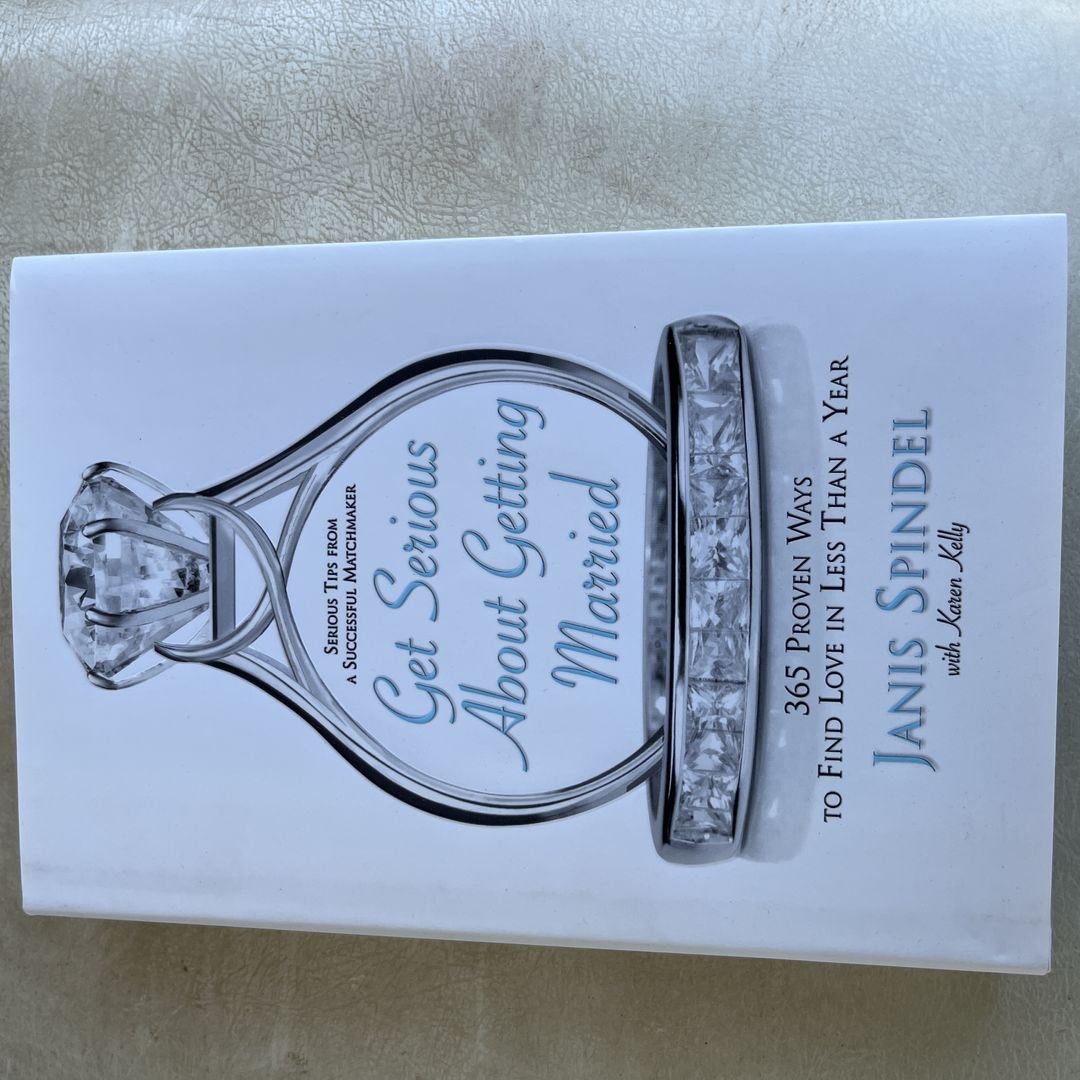 SERIOUS TIPS FROM
A SUCCESSFUL MATCHMAKER
Get Serious
About Getting
Married
365 PROVEN WAYS
TO FIND LOVE IN LESS THAN A YEAR
JANIS SPINDEL
with Karen Kelly